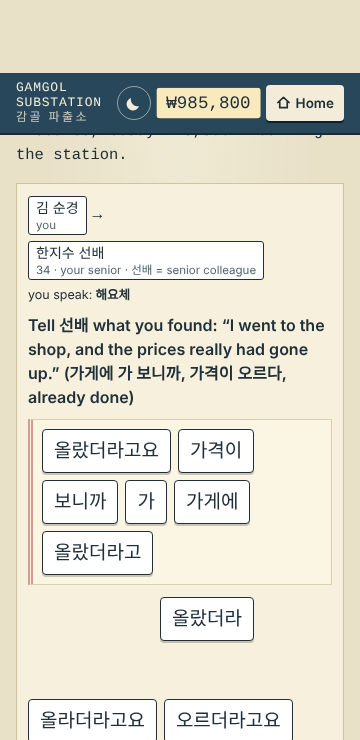 GAMGOL
SUBSTATION
감골 파출소
₩985,800
Home
the station.
김 순경
you
→
한지수 선배
34 · your senior · 선배 = senior colleague
you speak: 해요체
Tell 선배 what you found: “I went to the
shop, and the prices really had gone
up.” (가게에 가 보니까, 가격이 오르다,
already done)
올랐더라고요 가격이
보니까 가 가게에
올랐더라고
올랐더라
올라더라고요 오르더라고요